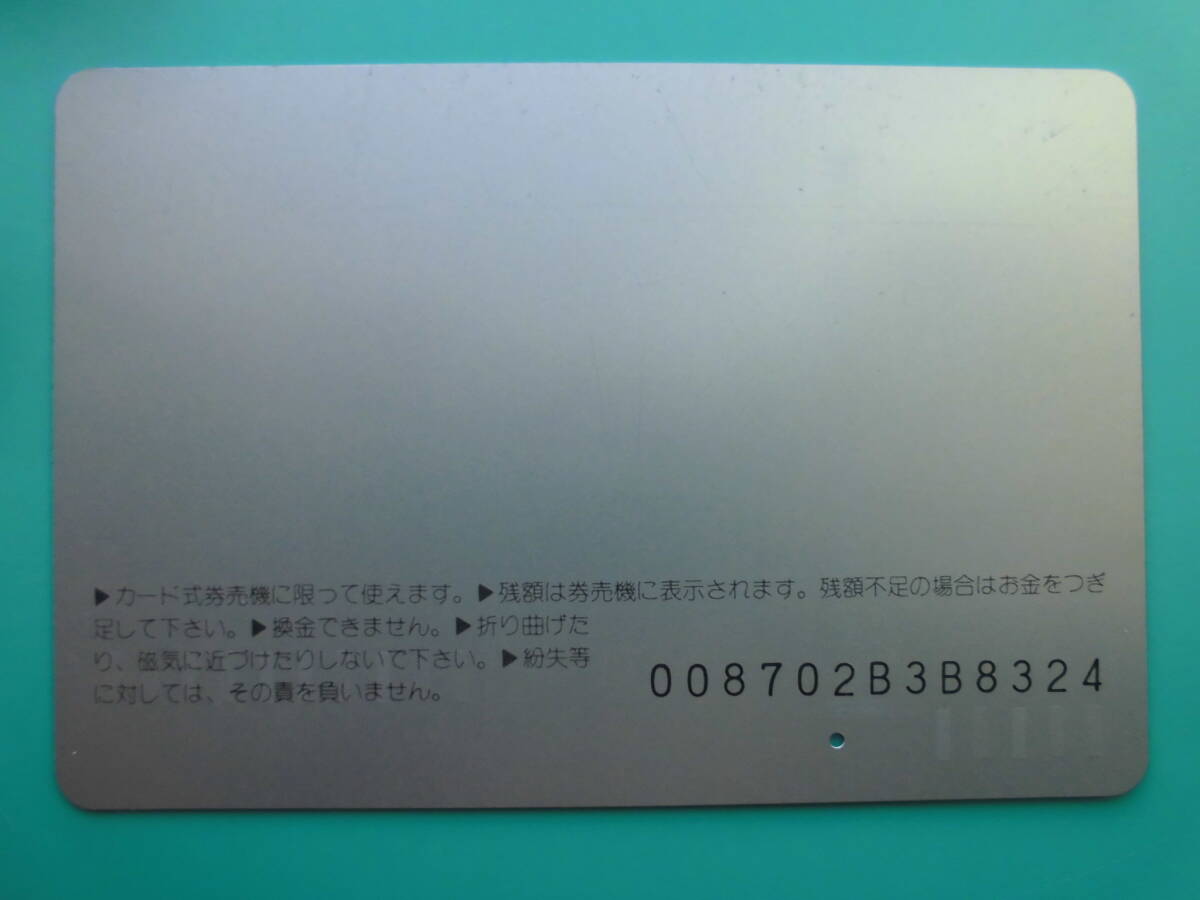 ▶カード式券売機に限って使えます。▶残額は券売機に表示されます。残額不足の場合はお金をつぎ
足して下さい。▶換金できません。▶折り曲げた
り、磁気に近づけたりしないで下さい。▶紛失等
に対しては、その責を負いません。
008702B3B8324